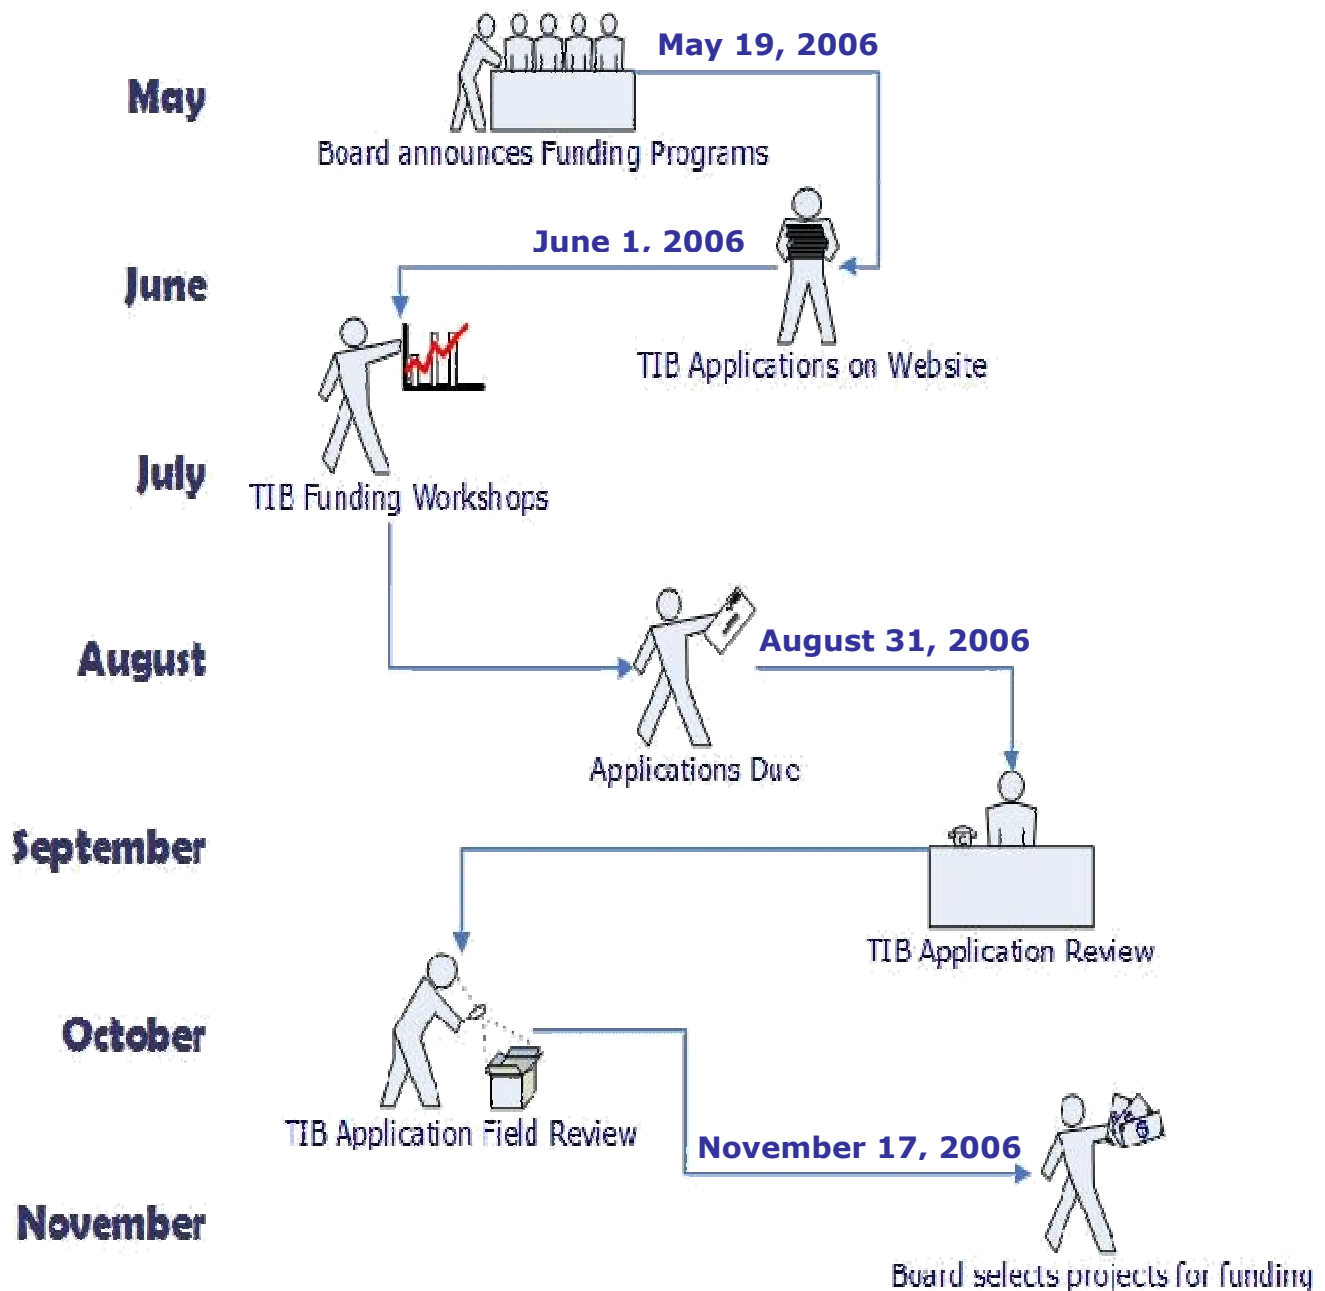 May 19, 2006
May
Board announces Funding Programs
June 1, 2006
June
TIB Applications on Website
July
TIB Funding Workshops
August 31, 2006
August
Applications Due
September
TIB Application Review
October
TIB Application Field Review
November 17, 2006
November
Board selects projects for funding